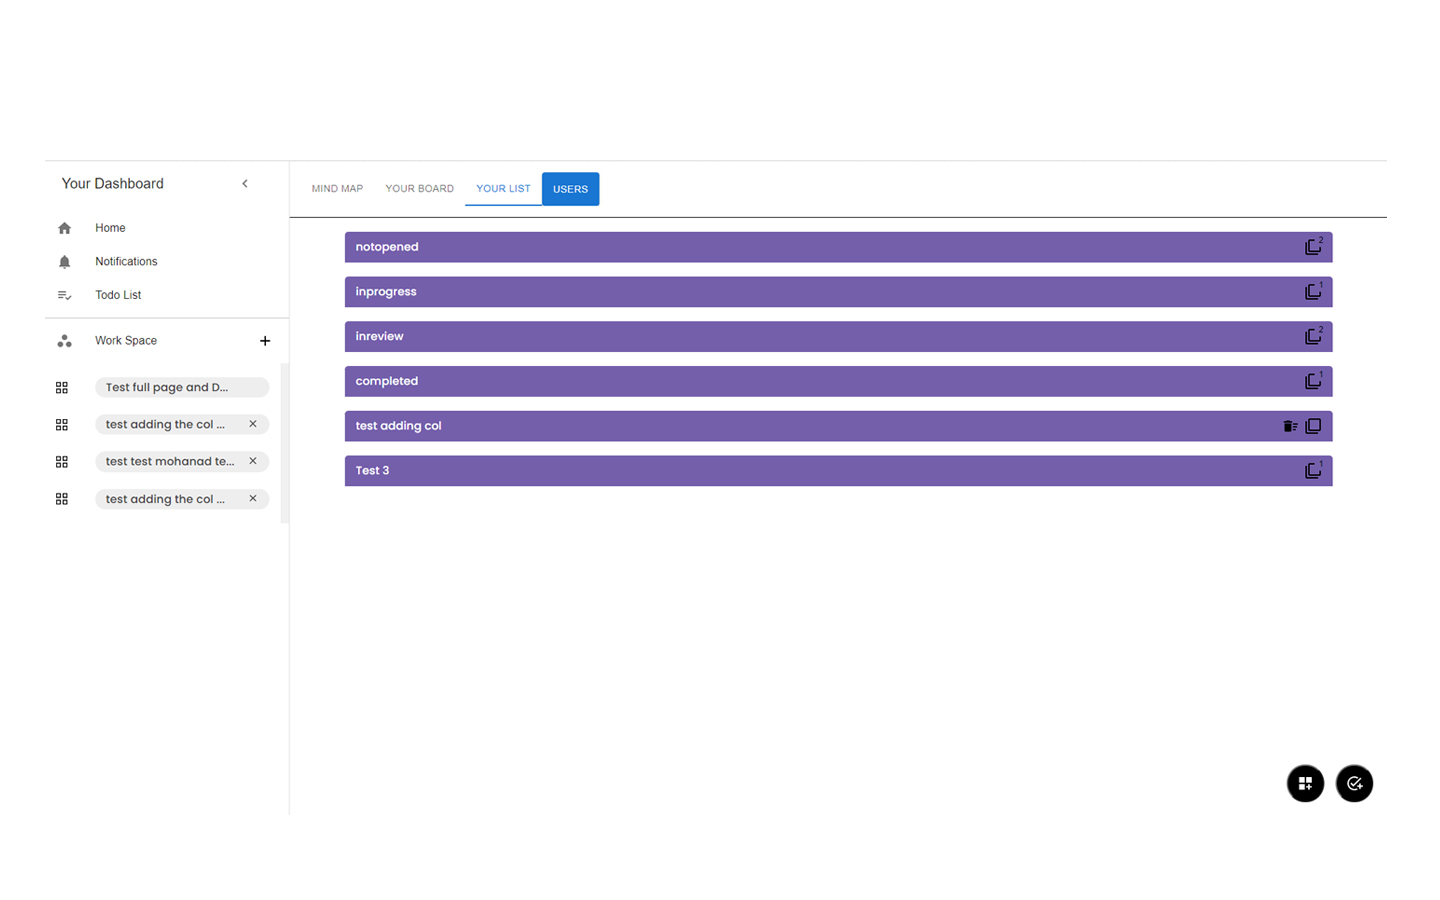 Your Dashboard
Home
Notifications
Todo List
Work Space
Test full page and D...
test adding the col ...
test test mohanad te...
test adding the col ...
MIND MAP
YOUR BOARD
YOUR LIST
USERS
notopened
2
inprogress
1
inreview
2
completed
1
test adding col
Test 3
1